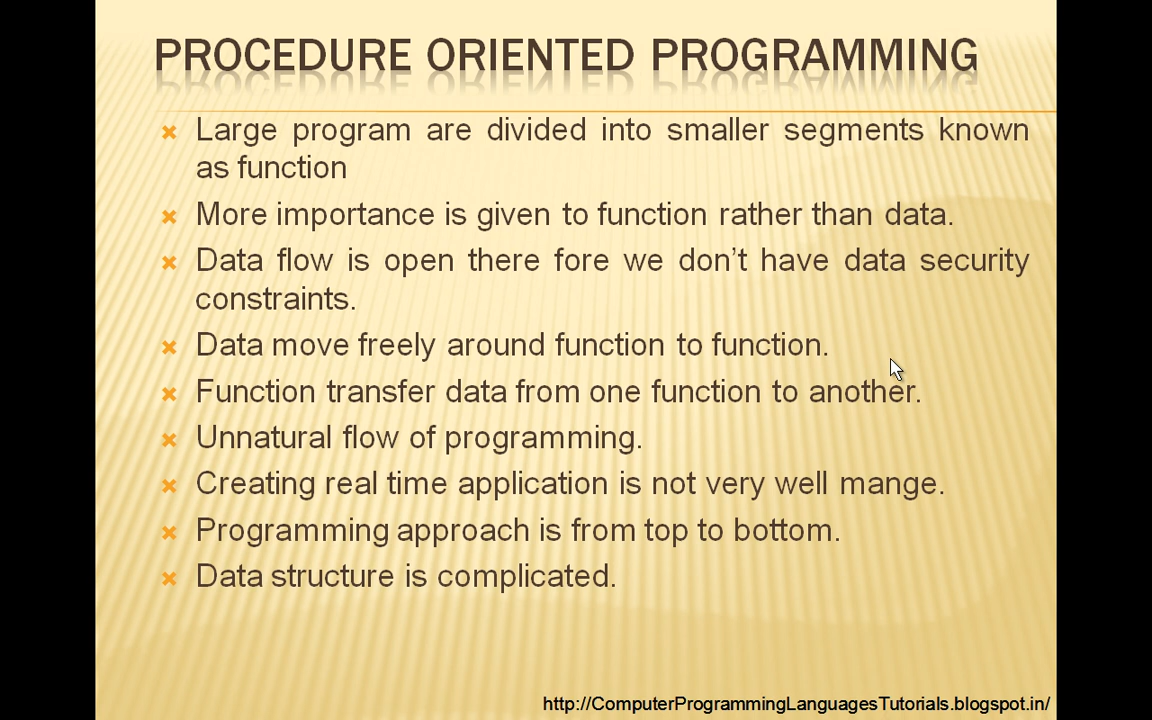 PROCEDURE ORIENTED PROGRAMMING
Large program are divided into smaller segments known
as function
More importance is given to function rather than data.
Data flow is open there fore we don’t have data security
constraints.
Data move freely around function to function.
Function transfer data from one function to another.
Unnatural flow of programming.
Creating real time application is not very well mange.
Programming approach is from top to bottom.
Data structure is complicated.
http://ComputerProgrammingLanguagesTutorials.blogspot.in/